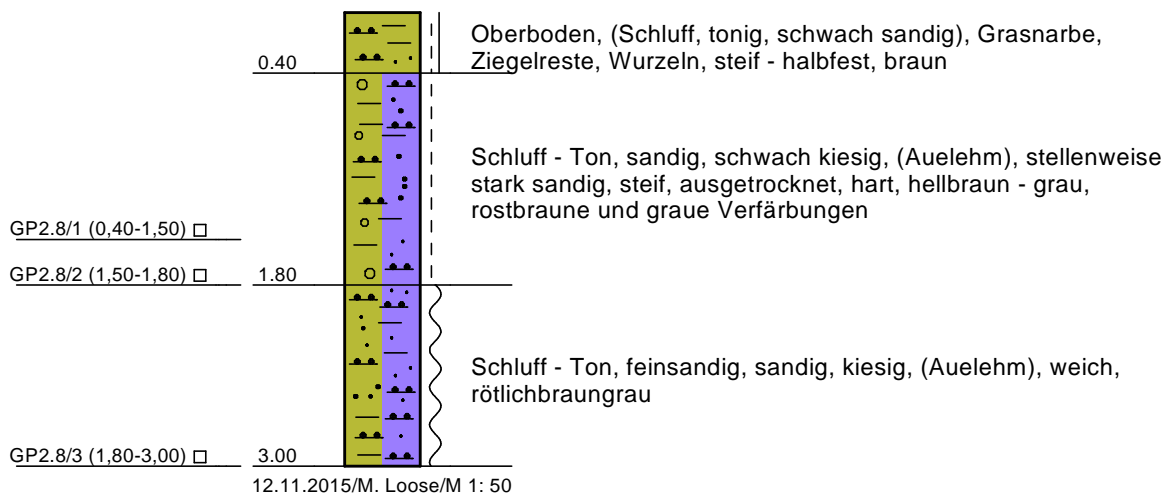 Oberboden, (Schluff, tonig, schwach sandig), Grasnarbe,
Ziegelreste, Wurzeln, steif - halbfest, braun
0.40
Schluff - Ton, sandig, schwach kiesig, (Auelehm), stellenweise
stark sandig, steif, ausgetrocknet, hart, hellbraun - grau,
rostbraune und graue Verfärbungen
GP2.8/1 (0,40-1,50)
GP2.8/2 (1,50-1,80)
1.80
Schluff - Ton, feinsandig, sandig, kiesig, (Auelehm), weich,
rötlichbraungrau
GP2.8/3 (1,80-3,00)
3.00
12.11.2015/M. Loose/M 1: 50